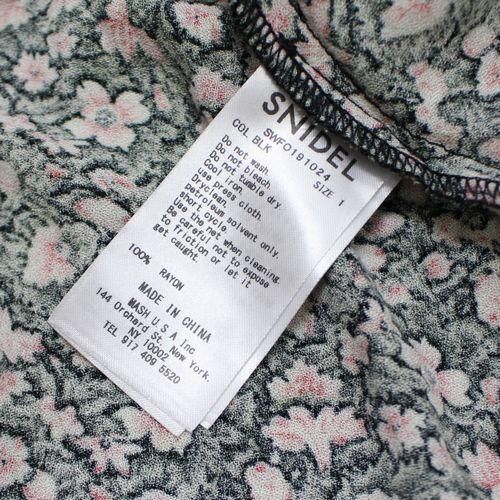 SNIDEL
SWFO191024
COL BLK SIZE 1
Do not wash.
Do not bleach.
Do not tumble dry
Cool iron.
Use press cloth.
Dryclean,
petroleum solvent only.
short cycle.
Use the net when cleaning.
Be careful not to expose
to friction or let it
get caught.
100% RAYON
MADE IN CHINA
MASH U S A Inc
144 Orchard St. New York.
NY 10002
TEL 917 409 5520